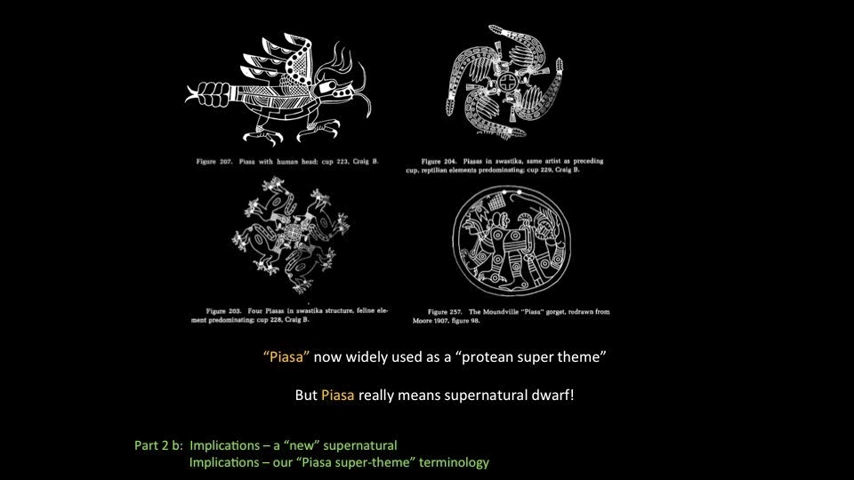 Figure 207. Piasa with human head; cup 223, Craig B.
Figure 204. Piasas in swastika, same artist as preceding
cup, reptilian elements predominating; cup 229, Craig B.
Figure 203. Four Piasas in swastika structure, feline ele-
ment predominating; cup 228, Craig B.
Figure 257. The Moundville "Piasa" gorget, redrawn from
Moore 1907, figure 98.
“Piasa” now widely used as a “protean super theme”
But Piasa really means supernatural dwarf!
Part 2 b: Implications – a “new” supernatural
Implications – our “Piasa super-theme” terminology